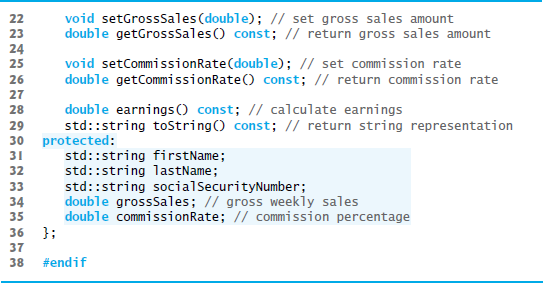 22 void setGrossSales(double); // set gross sales amount
23 double getGrossSales() const; // return gross sales amount
24
25 void setCommissionRate(double); // set commission rate
26 double getCommissionRate() const; // return commission rate
27
28 double earnings() const; // calculate earnings
29 std::string toString() const; // return string representation
30 protected:
31 std::string firstName;
32 std::string lastName;
33 std::string socialSecurityNumber;
34 double grossSales; // gross weekly sales
35 double commissionRate; // commission percentage
36 };
37
38 #endif